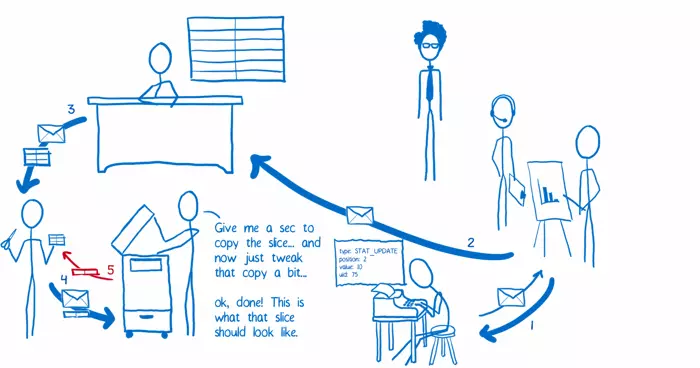 3
2
Give me a sec to
copy the slice... and
now just tweak
that copy a bit...
ok, done! This is
what that slice
should look like.
type: STAT_UPDATE
position: 2
value: 10
uid: 75
4
5
1